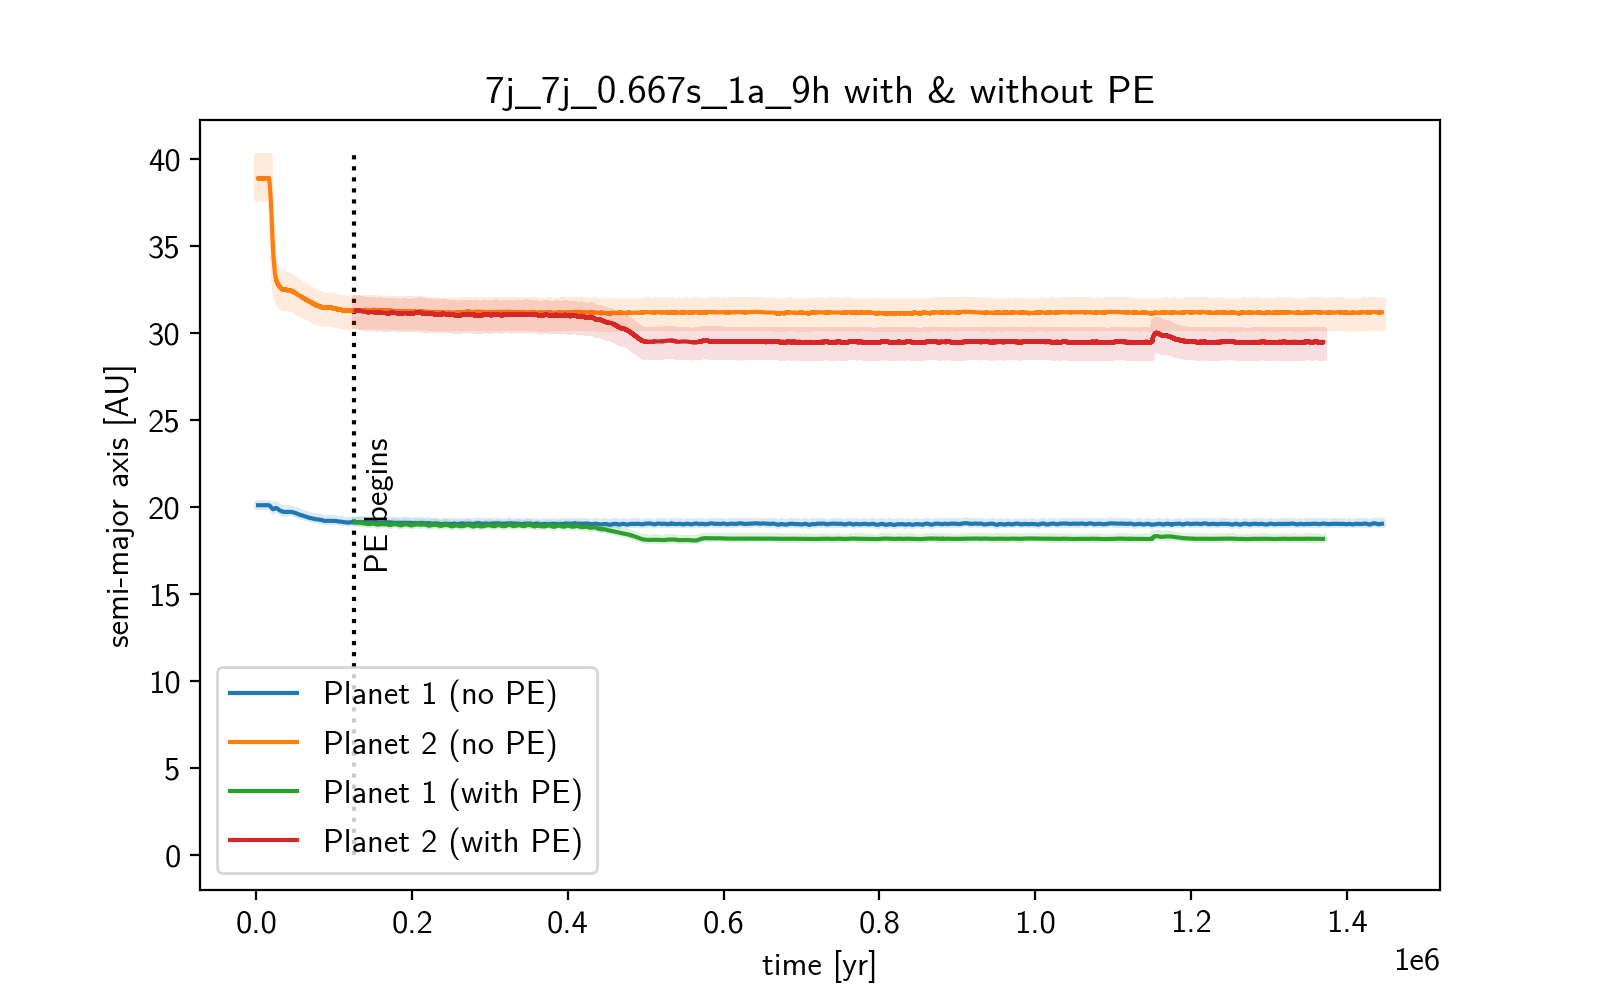 7j_7j_0.667s_1a_9h with & without PE
semi-major axis [AU]
40
35
30
25
20
15
10
5
0
PE begins
Planet 1 (no PE)
Planet 2 (no PE)
Planet 1 (with PE)
Planet 2 (with PE)
0.0 0.2 0.4 0.6 0.8 1.0 1.2 1.4
1e6
time [yr]